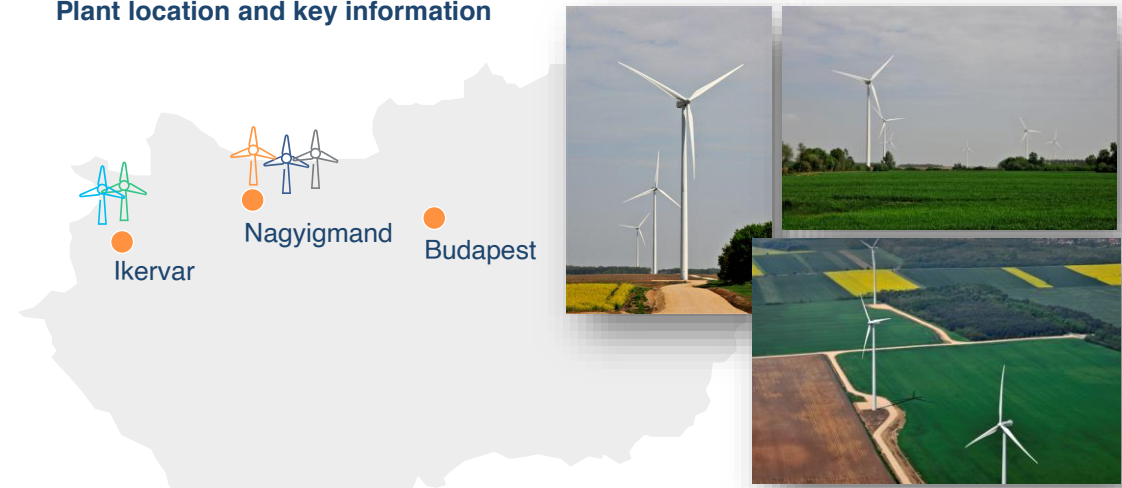 Plant location and key information
Nagyigmand
Budapest
Ikervar